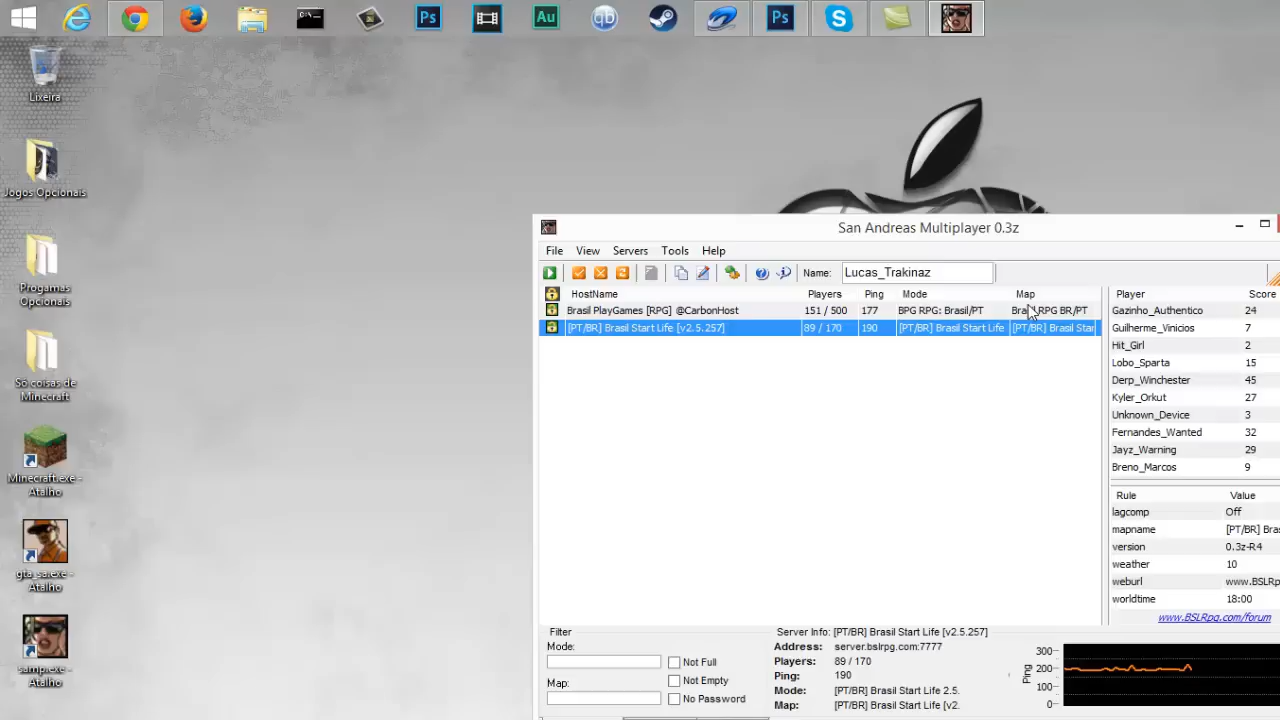 Ps
Au
qb
Ps
Lixeira
Jogos Opcionais
Progamas
Opcionais
Só coisas de
Minecraft
Minecraft.exe -
Atalho
gta_sa.exe -
Atalho
samp.exe -
Atalho
San Andreas Multiplayer 0.3z
File View Servers Tools Help
Name: Lucas_Trakinaz
HostName Players Ping Mode Map
Brasil PlayGames [RPG] @CarbonHost 151 / 500 177 BPG RPG: Brasil/PT Brasil RPG BR/PT
[PT/BR] Brasil Start Life [v2.5.257] 89 / 170 190 [PT/BR] Brasil Start Life [PT/BR] Brasil Star
Player Score
Gazinho_Authentico 24
Guilherme_Vinicios 7
Hit_Girl 2
Lobo_Sparta 15
Derp_Winchester 45
Kyler_Orkut 27
Unknown_Device 3
Fernandes_Wanted 32
Jayz_Warning 29
Breno_Marcos 9
Rule Value
lagcomp Off
mapname [PT/BR] Bras
version 0.3z-R4
weather 10
weburl www.BSLRp
worldtime 18:00
www.BSLRpg.com/forum
Filter
Mode:
Not Full
Not Empty
Map:
No Password
Server Info: [PT/BR] Brasil Start Life [v2.5.257]
Address: server.bslrpg.com:7777
Players: 89 / 170
Ping: 190
Mode: [PT/BR] Brasil Start Life 2.5.
Map: [PT/BR] Brasil Start Life [v2.
Ping
300
200
100
0